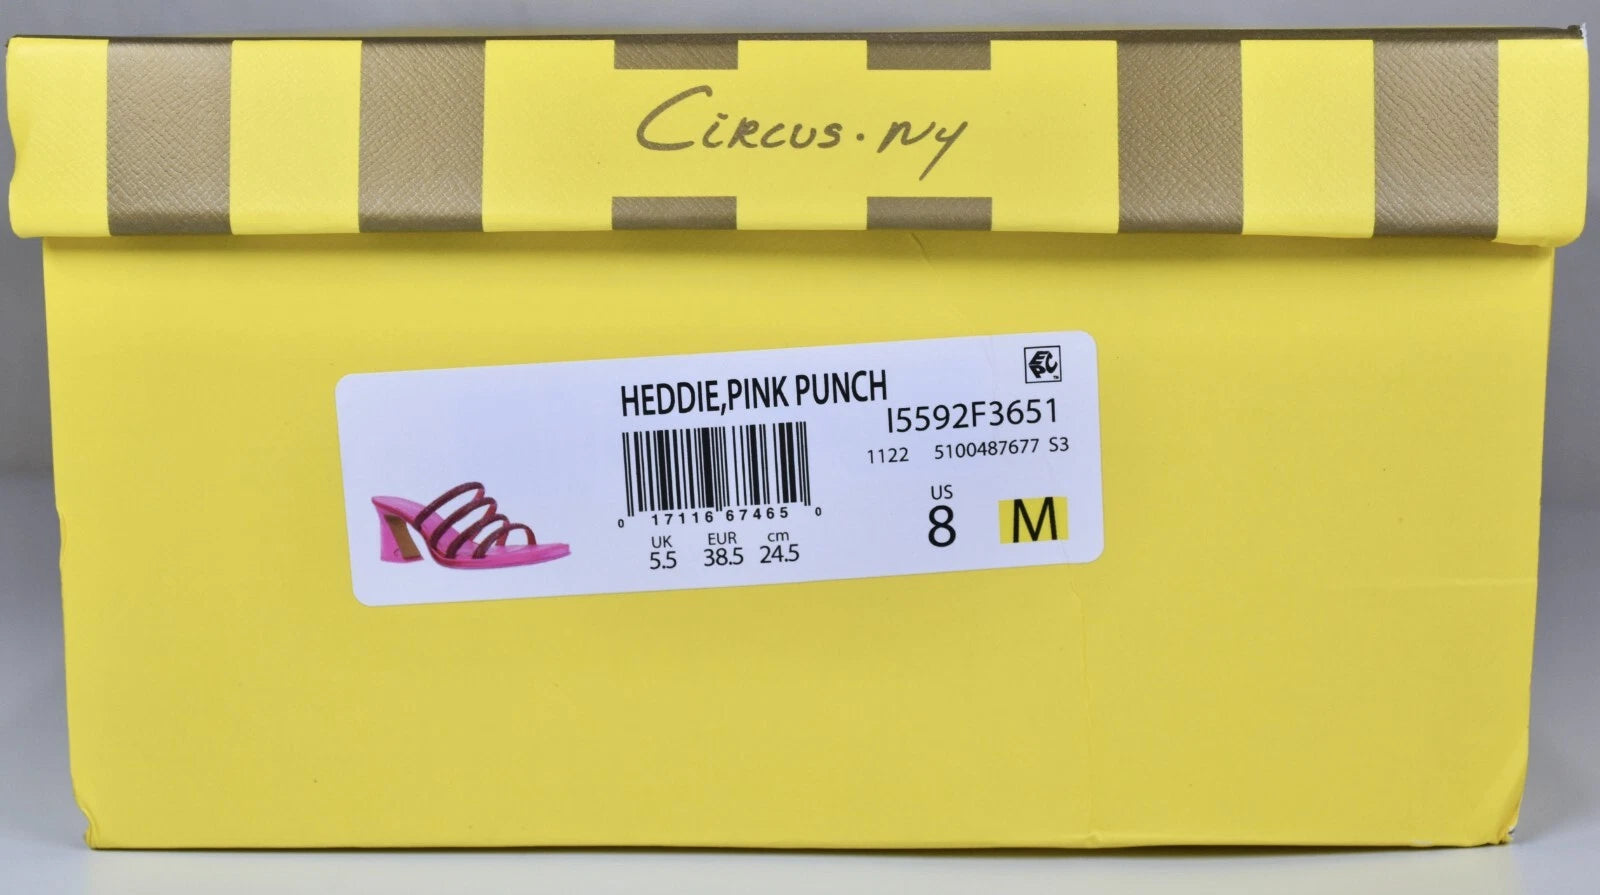 CIRCUS·NY
HEDDIE,PINK PUNCH
I5592F3651
1122 5100487677 S3
0 17116 67465 0
UK EUR cm
5.5 38.5 24.5
US
8 M